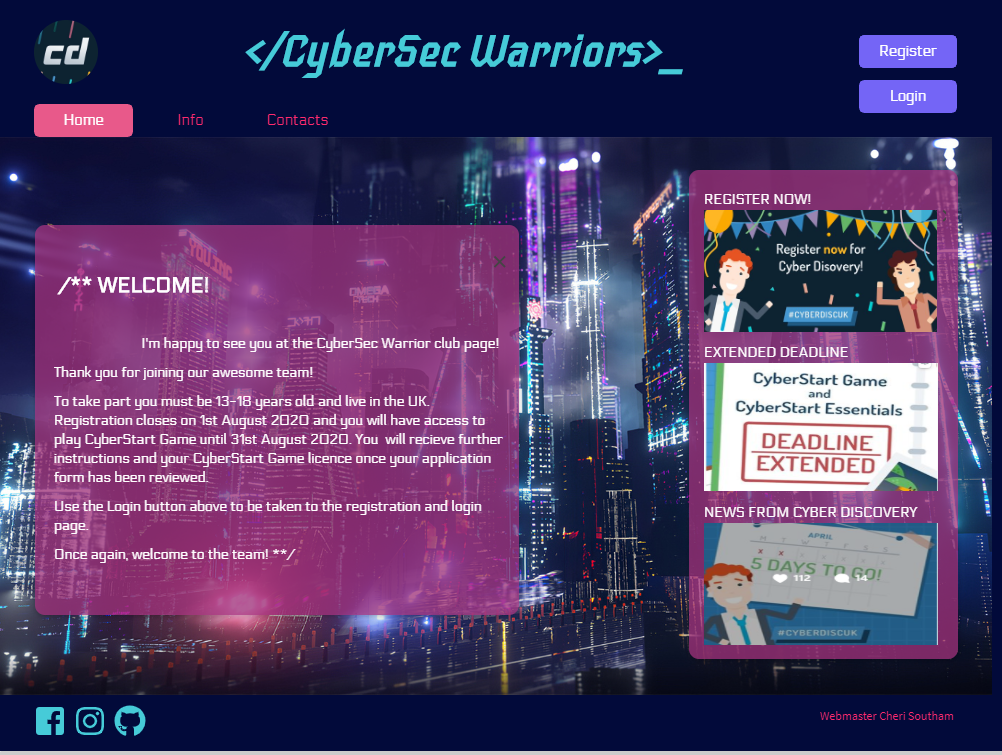 cd
</CyberSec Warriors>_
Register
Login
Home
Info
Contacts
/** WELCOME!
I'm happy to see you at the CyberSec Warrior club page!
Thank you for joining our awesome team!
To take part you must be 13-18 years old and live in the UK.
Registration closes on 1st August 2020 and you will have access to
play CyberStart Game until 31st August 2020. You will recieve further
instructions and your CyberStart Game licence once your application
form has been reviewed.
Use the Login button above to be taken to the registration and login
page.
Once again, welcome to the team! **/
REGISTER NOW!
Register now for
Cyber Disovery!
#CYBERDISCUK
EXTENDED DEADLINE
CyberStart Game
and
CyberStart Essentials
DEADLINE
EXTENDED
NEWS FROM CYBER DISCOVERY
APRIL
M T W T F S S
5 DAYS TO GO!
112 14
#CYBERDISCUK
Webmaster Cheri Southam